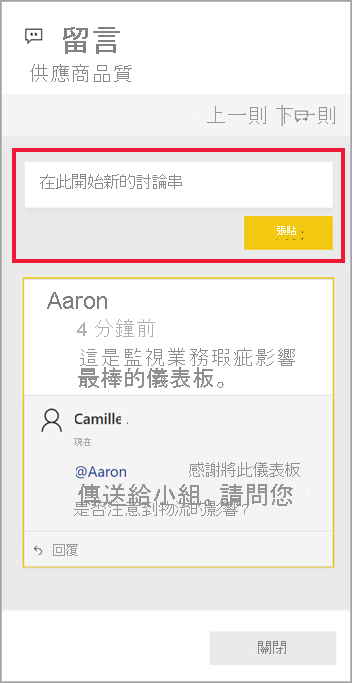 留言
供應商品質
上一則 下一則
在此開始新的討論串
張貼
Aaron
4 分鐘前
這是監視業務瑕疵影響
最棒的儀表板。
Camille
現在
@Aaron 感謝將此儀表板
傳送給小組。請問您
是否注意到物流的影響?
回覆
關閉